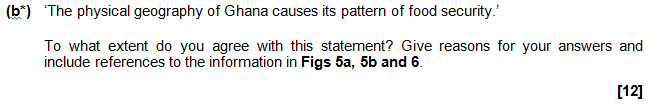 (b*) ‘The physical geography of Ghana causes its pattern of food security.’
To what extent do you agree with this statement? Give reasons for your answers and
include references to the information in Figs 5a, 5b and 6.
[12]